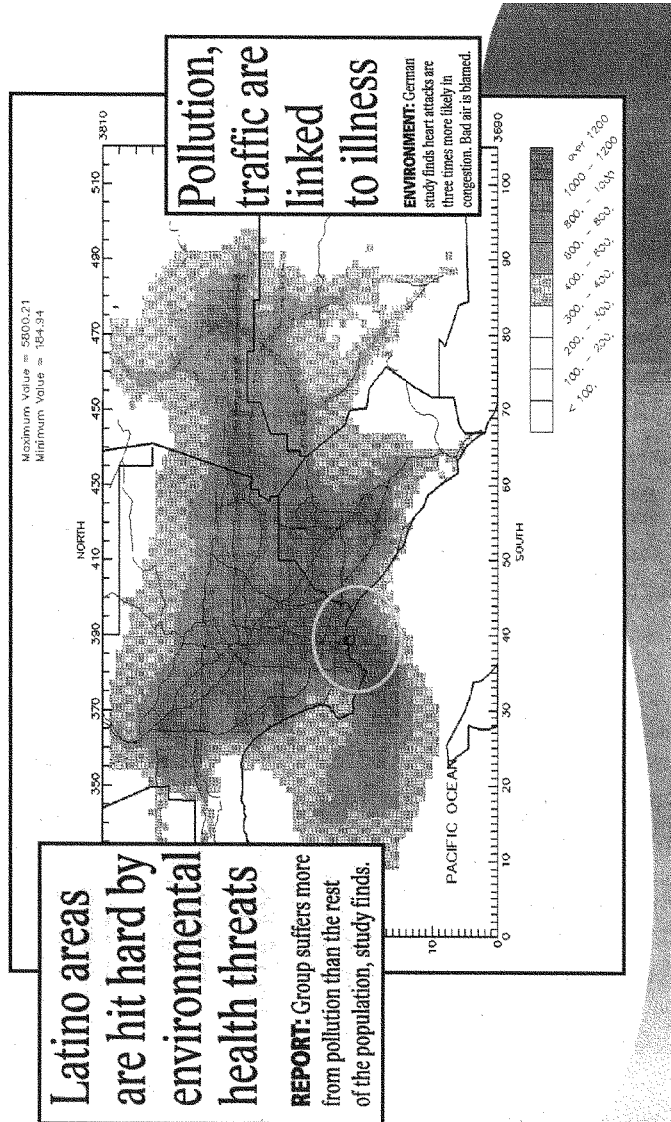 Latino areas
are hit hard by
environmental
health threats
REPORT: Group suffers more
from pollution than the rest
of the population, study finds.
Pollution,
traffic are
linked
to illness
ENVIRONMENT: German
study finds heart attacks are
three times more likely in
congestion. Bad air is blamed.
Maximum Value = 5800.21
Minimum Value = 184.94
NORTH
350 370 390 410 430 450 470 490 510
3810
PACIFIC OCEAN
10
0
0 10 20 30 40 50 60 70 80 90 100
3690
SOUTH
< 100.
100. - 200.
200. - 300.
300. - 400.
400. - 600.
600. - 800.
800. - 1000.
1000 - 1200
over 1200